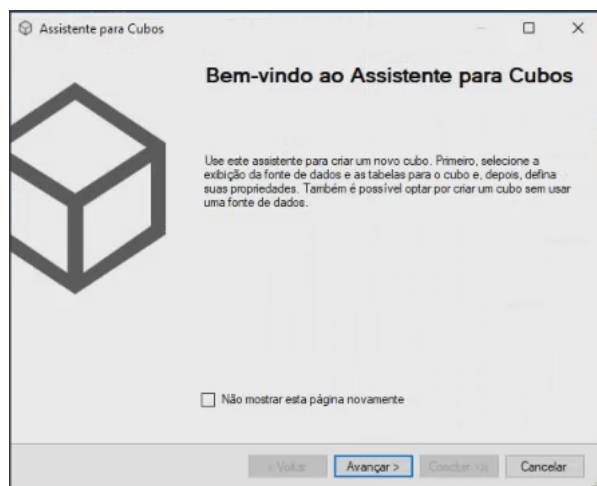 Assistente para Cubos
Bem-vindo ao Assistente para Cubos
Use este assistente para criar um novo cubo. Primeiro, selecione a
exibição da fonte de dados e as tabelas para o cubo e, depois, defina
suas propriedades. Também é possível optar por criar um cubo sem usar
uma fonte de dados.
Não mostrar esta página novamente
< Voltar Avançar > Concluir >>| Cancelar